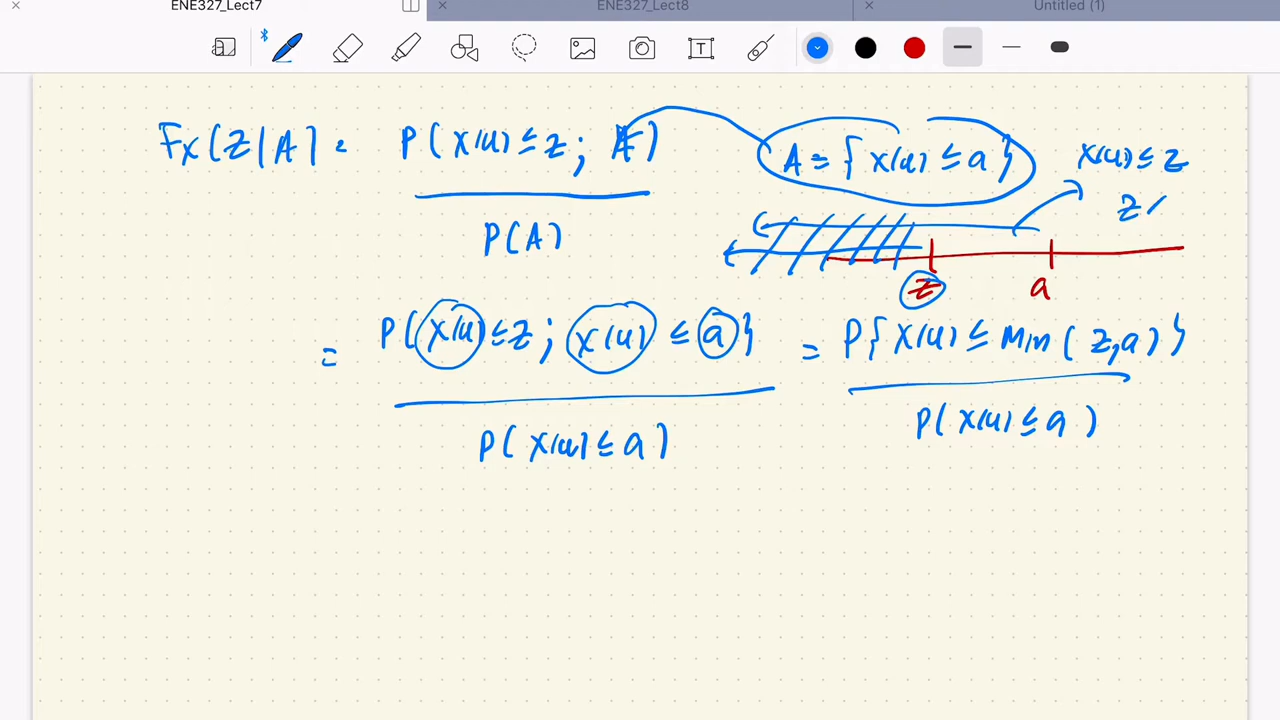 ENE327_Lect7 ENE327_Lect8 Untitled (1)
Fx(z|A) = P(X(u) ≤ z; A) / P(A)
A = {X(u) ≤ a}
X(u) ≤ z
z <
z a
= P{X(u) ≤ z; X(u) ≤ a} / P(X(u) ≤ a) = P{X(u) ≤ Min(z,a)} / P(X(u) ≤ a)